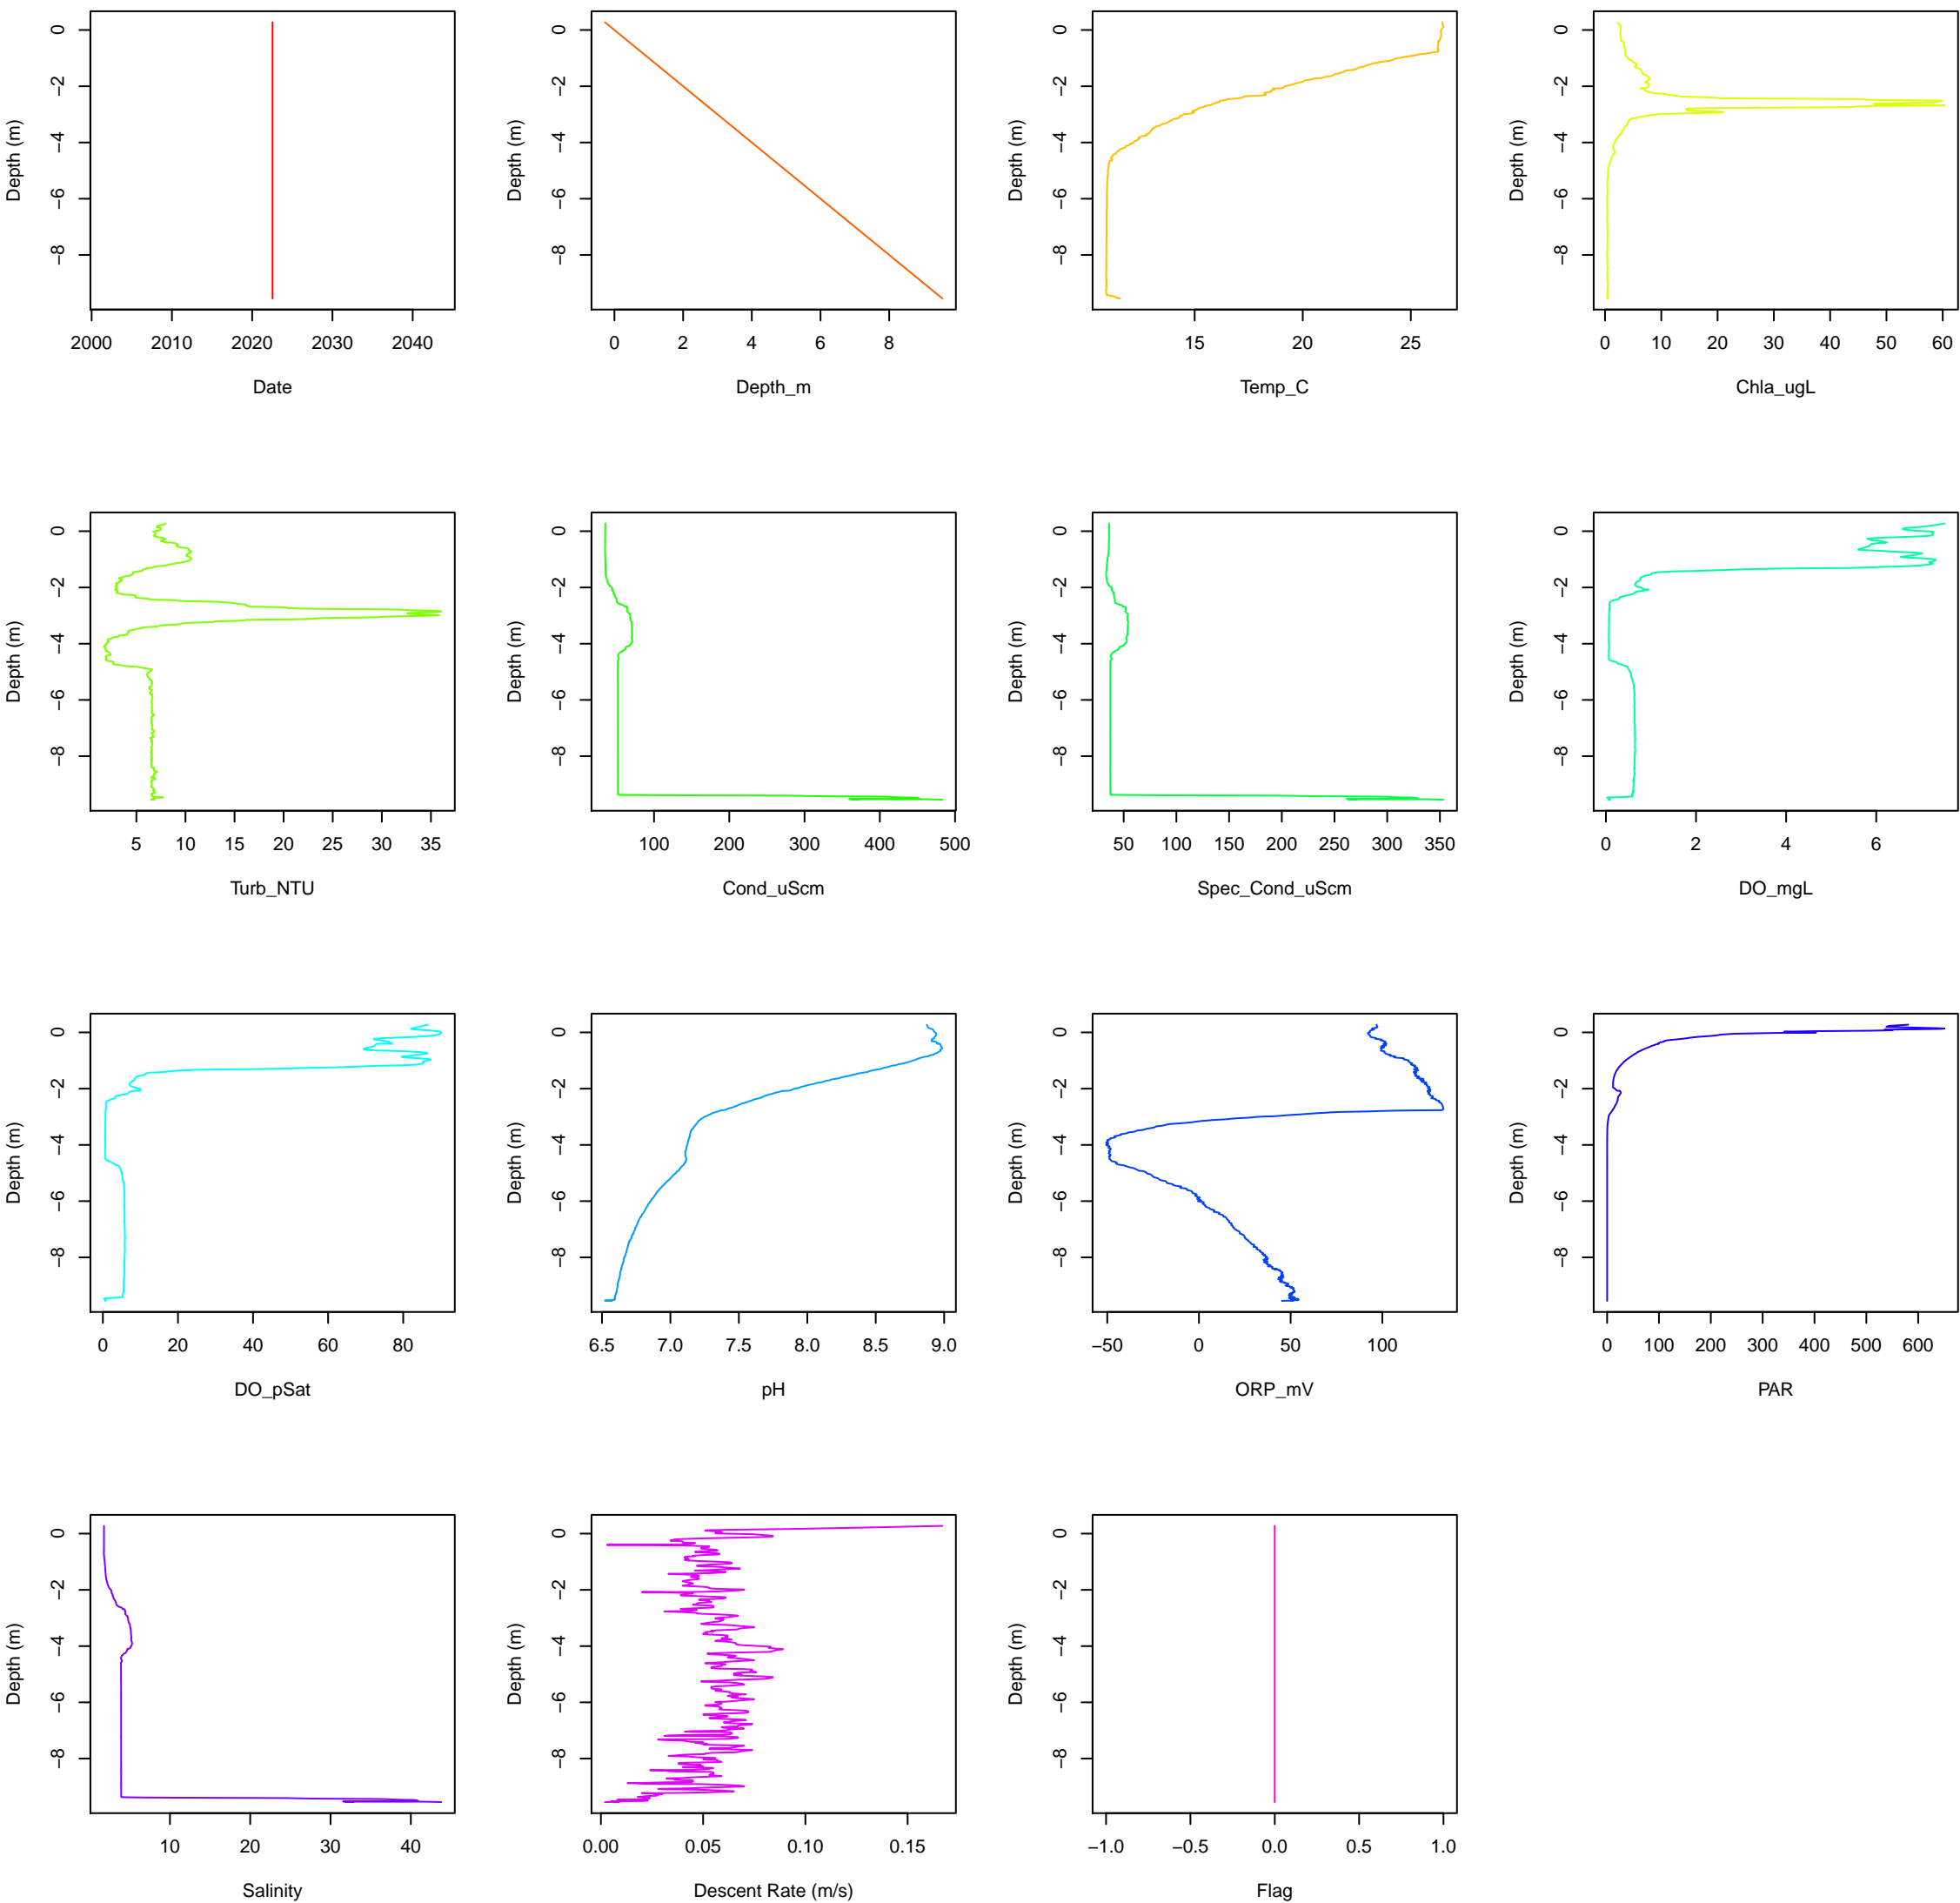 Depth (m)
0
−2
−4
−6
−8
2000 2010 2020 2030 2040
Date
Depth (m)
0
−2
−4
−6
−8
0 2 4 6 8
Depth_m
Depth (m)
0
−2
−4
−6
−8
15 20 25
Temp_C
Depth (m)
0
−2
−4
−6
−8
0 10 20 30 40 50 60
Chla_ugL
Depth (m)
0
−2
−4
−6
−8
5 10 15 20 25 30 35
Turb_NTU
Depth (m)
0
−2
−4
−6
−8
100 200 300 400 500
Cond_uScm
Depth (m)
0
−2
−4
−6
−8
50 100 150 200 250 300 350
Spec_Cond_uScm
Depth (m)
0
−2
−4
−6
−8
0 2 4 6
DO_mgL
Depth (m)
0
−2
−4
−6
−8
0 20 40 60 80
DO_pSat
Depth (m)
0
−2
−4
−6
−8
6.5 7.0 7.5 8.0 8.5 9.0
pH
Depth (m)
0
−2
−4
−6
−8
−50 0 50 100
ORP_mV
Depth (m)
0
−2
−4
−6
−8
0 100 200 300 400 500 600
PAR
Depth (m)
0
−2
−4
−6
−8
10 20 30 40
Salinity
Depth (m)
0
−2
−4
−6
−8
0.00 0.05 0.10 0.15
Descent Rate (m/s)
Depth (m)
0
−2
−4
−6
−8
−1.0 −0.5 0.0 0.5 1.0
Flag